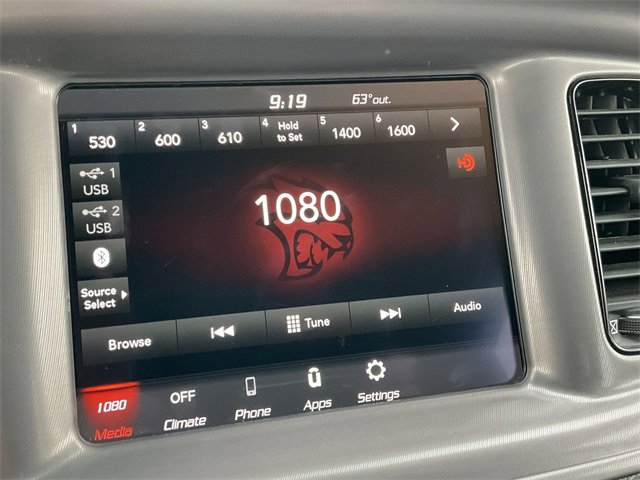 9:19 63°out.
1 530 2 600 3 610 4 Hold to Set 5 1400 6 1600
1 USB
2 USB
1080
Source Select
Browse Tune Audio
1080 OFF
Media Climate Phone Apps Settings